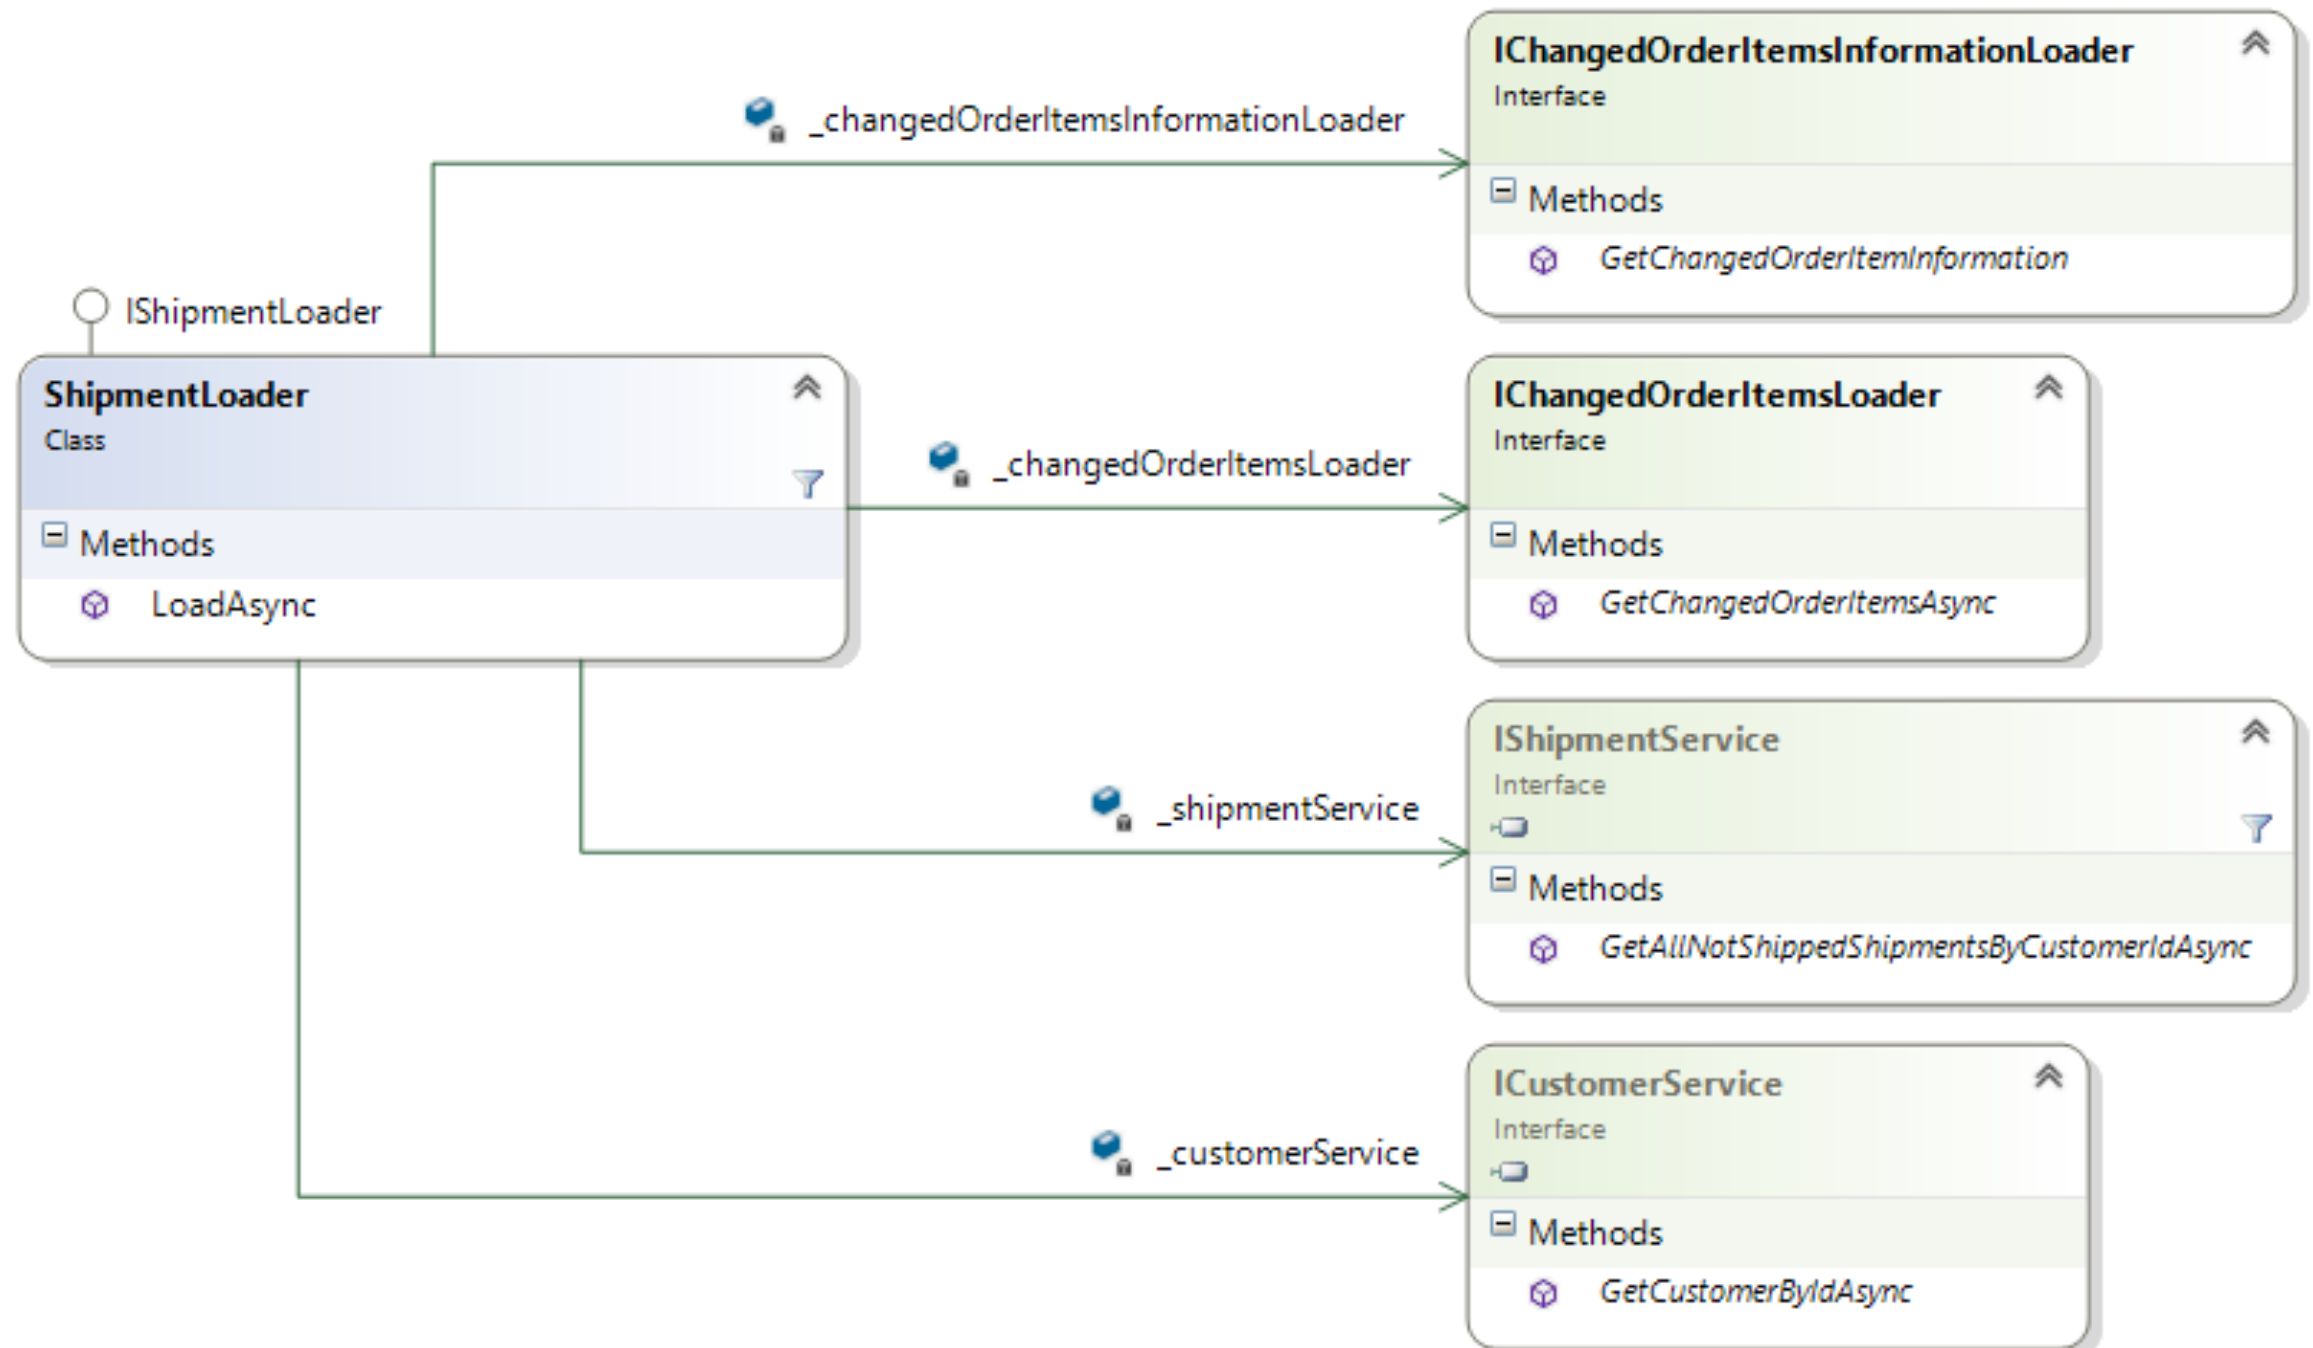 IChangedOrderItemsInformationLoader
Interface
_changedOrderItemsInformationLoader
Methods
GetChangedOrderItemInformation
IShipmentLoader
ShipmentLoader
Class
Methods
LoadAsync
_changedOrderItemsLoader
IChangedOrderItemsLoader
Interface
Methods
GetChangedOrderItemsAsync
_shipmentService
IShipmentService
Interface
Methods
GetAllNotShippedShipmentsByCustomerIdAsync
_customerService
ICustomerService
Interface
Methods
GetCustomerByIdAsync